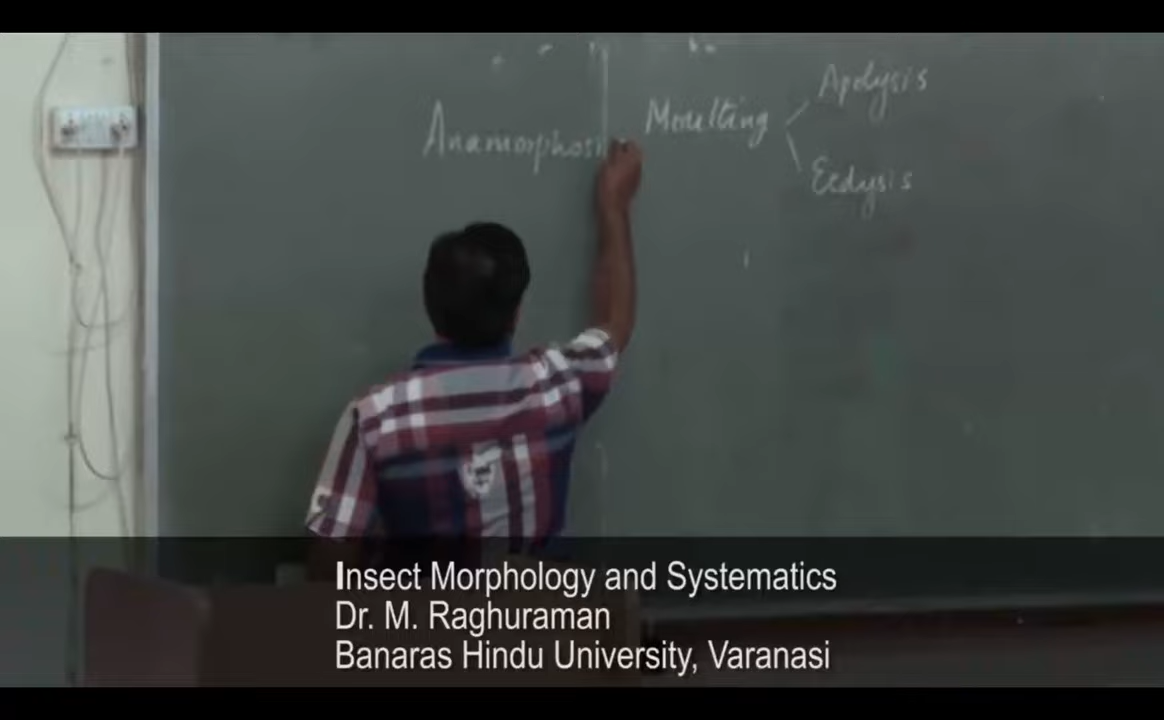 Apolysis
Moulting
Anamorphosis
Ecdysis
Insect Morphology and Systematics
Dr. M. Raghuraman
Banaras Hindu University, Varanasi